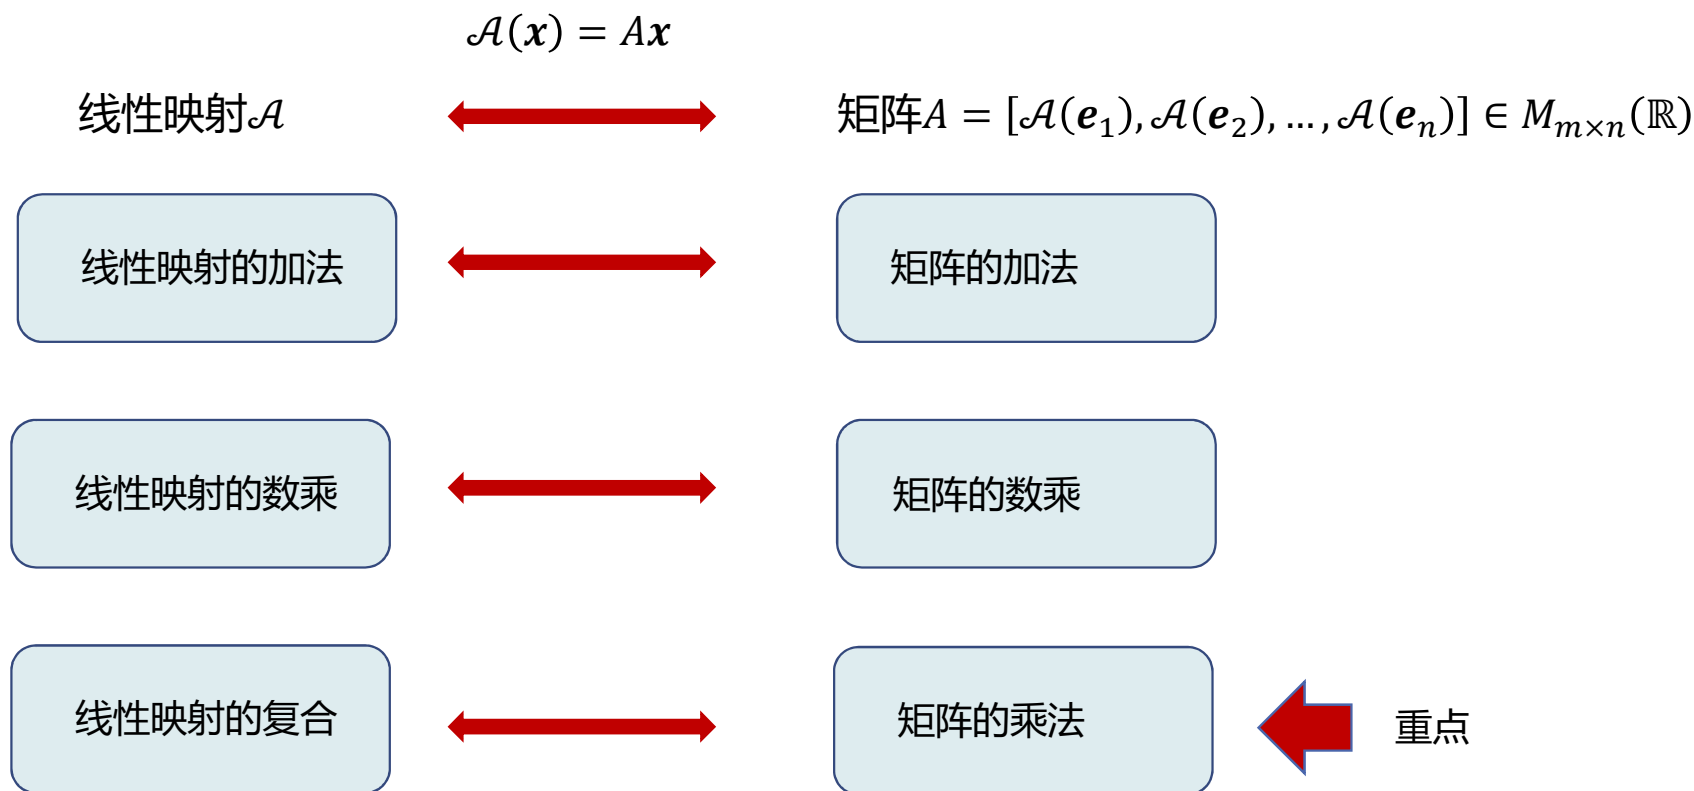 𝒜(𝒙) = A𝒙
线性映射𝒜
矩阵A = [𝒜(𝒆₁), 𝒜(𝒆₂), … , 𝒜(𝒆ₙ)] ∈ Mₘₓₙ(ℝ)
线性映射的加法
矩阵的加法
线性映射的数乘
矩阵的数乘
线性映射的复合
矩阵的乘法
重点